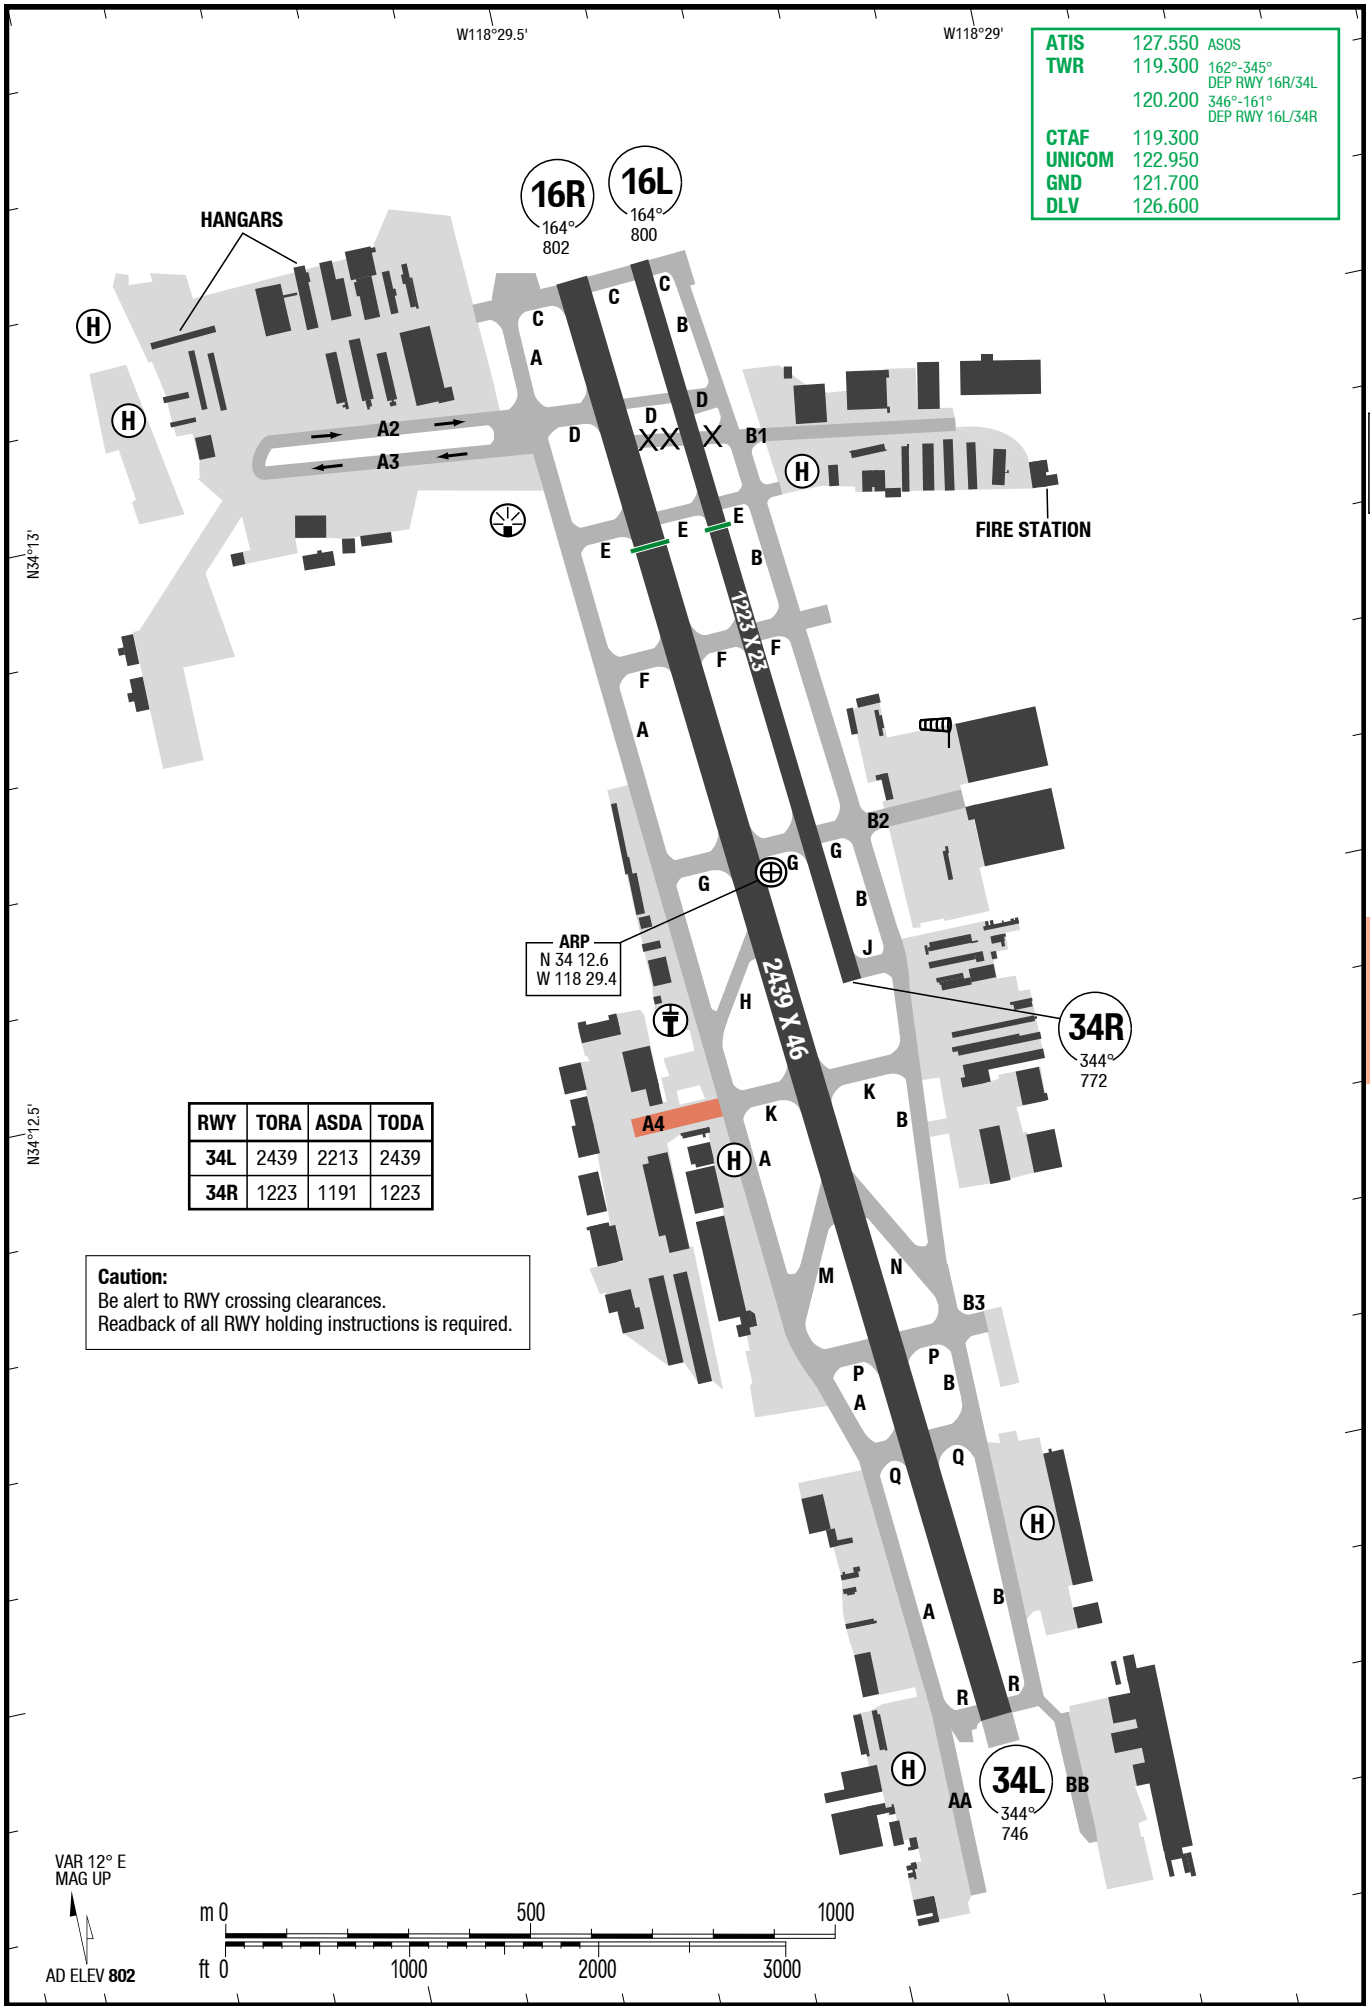 W118°29.5'
W118°29'
ATIS 127.550 ASOS
TWR 119.300 162°-345°
DEP RWY 16R/34L
120.200 346°-161°
DEP RWY 16L/34R
CTAF 119.300
UNICOM 122.950
GND 121.700
DLV 126.600
16R
164°
802
16L
164°
800
HANGARS
H
C
C
C
B
A
H
A2
A3
D
D
D
X X X
B1
H
FIRE STATION
E
E
E
B
N34°13'
1223 X 23
F
F
F
A
B2
G
G
G
B
J
ARP
N 34 12.6
W 118 29.4
H
2439 X 46
34R
344°
772
K
K
B
A4
H
A
N34°12.5'
RWY TORA ASDA TODA
34L 2439 2213 2439
34R 1223 1191 1223
Caution:
Be alert to RWY crossing clearances.
Readback of all RWY holding instructions is required.
M
N
B3
P
P
B
A
Q
Q
H
A
B
R
R
H
34L
344°
746
AA
BB
VAR 12° E
MAG UP
AD ELEV 802
m 0 500 1000
ft 0 1000 2000 3000